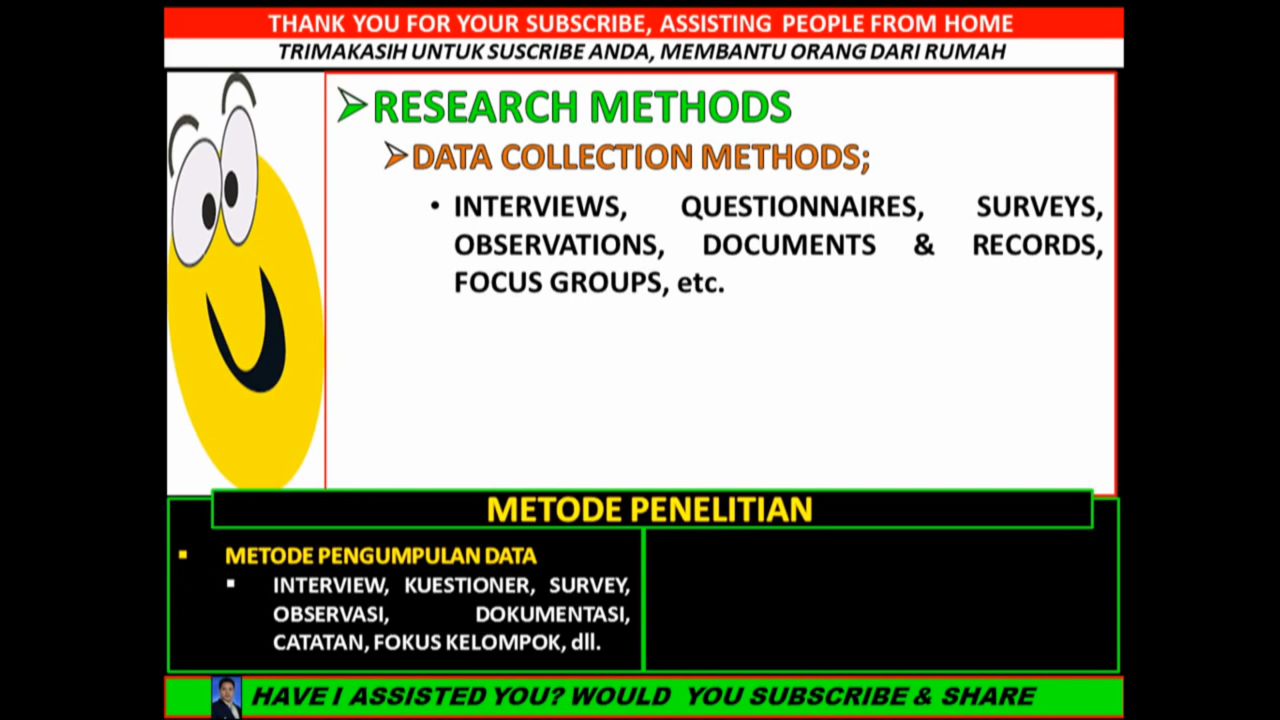 THANK YOU FOR YOUR SUBSCRIBE, ASSISTING PEOPLE FROM HOME
TRIMAKASIH UNTUK SUSCRIBE ANDA, MEMBANTU ORANG DARI RUMAH
RESEARCH METHODS
DATA COLLECTION METHODS;
• INTERVIEWS, QUESTIONNAIRES, SURVEYS,
OBSERVATIONS, DOCUMENTS & RECORDS,
FOCUS GROUPS, etc.
METODE PENELITIAN
METODE PENGUMPULAN DATA
INTERVIEW, KUESTIONER, SURVEY,
OBSERVASI, DOKUMENTASI,
CATATAN, FOKUS KELOMPOK, dll.
HAVE I ASSISTED YOU? WOULD YOU SUBSCRIBE & SHARE